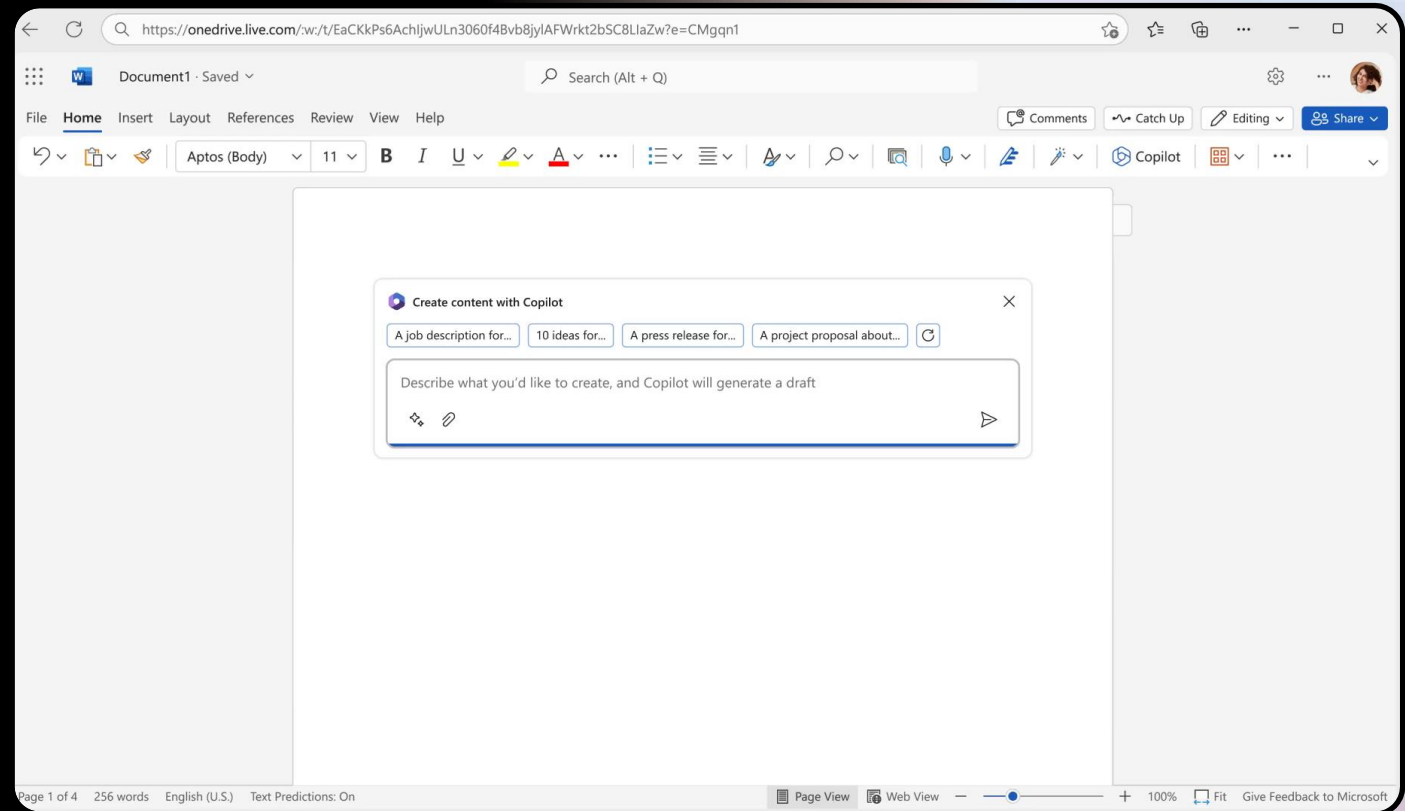 https://onedrive.live.com/:w:/t/EaCKkPs6AchIjwULn3060f4Bvb8jylAFWrkt2bSC8LIaZw?e=CMgqn1
W Document1 · Saved Search (Alt + Q)
File Home Insert Layout References Review View Help Comments Catch Up Editing Share
Aptos (Body) 11 B I U A Copilot
Create content with Copilot
A job description for... 10 ideas for... A press release for... A project proposal about...
Describe what you'd like to create, and Copilot will generate a draft
Page 1 of 4 256 words English (U.S.) Text Predictions: On Page View Web View 100% Fit Give Feedback to Microsoft